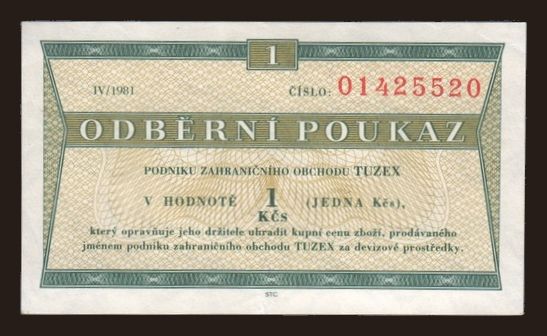 1
IV/1981 ČÍSLO: 01425520
ODBĚRNÍ POUKAZ
PODNIKU ZAHRANIČNÍHO OBCHODU TUZEX
V HODNOTĚ 1 Kčs (JEDNA Kčs),
který opravňuje jeho držitele uhradit kupní cenu zboží, prodávaného
jménem podniku zahraničního obchodu TUZEX za devizové prostředky.
STC